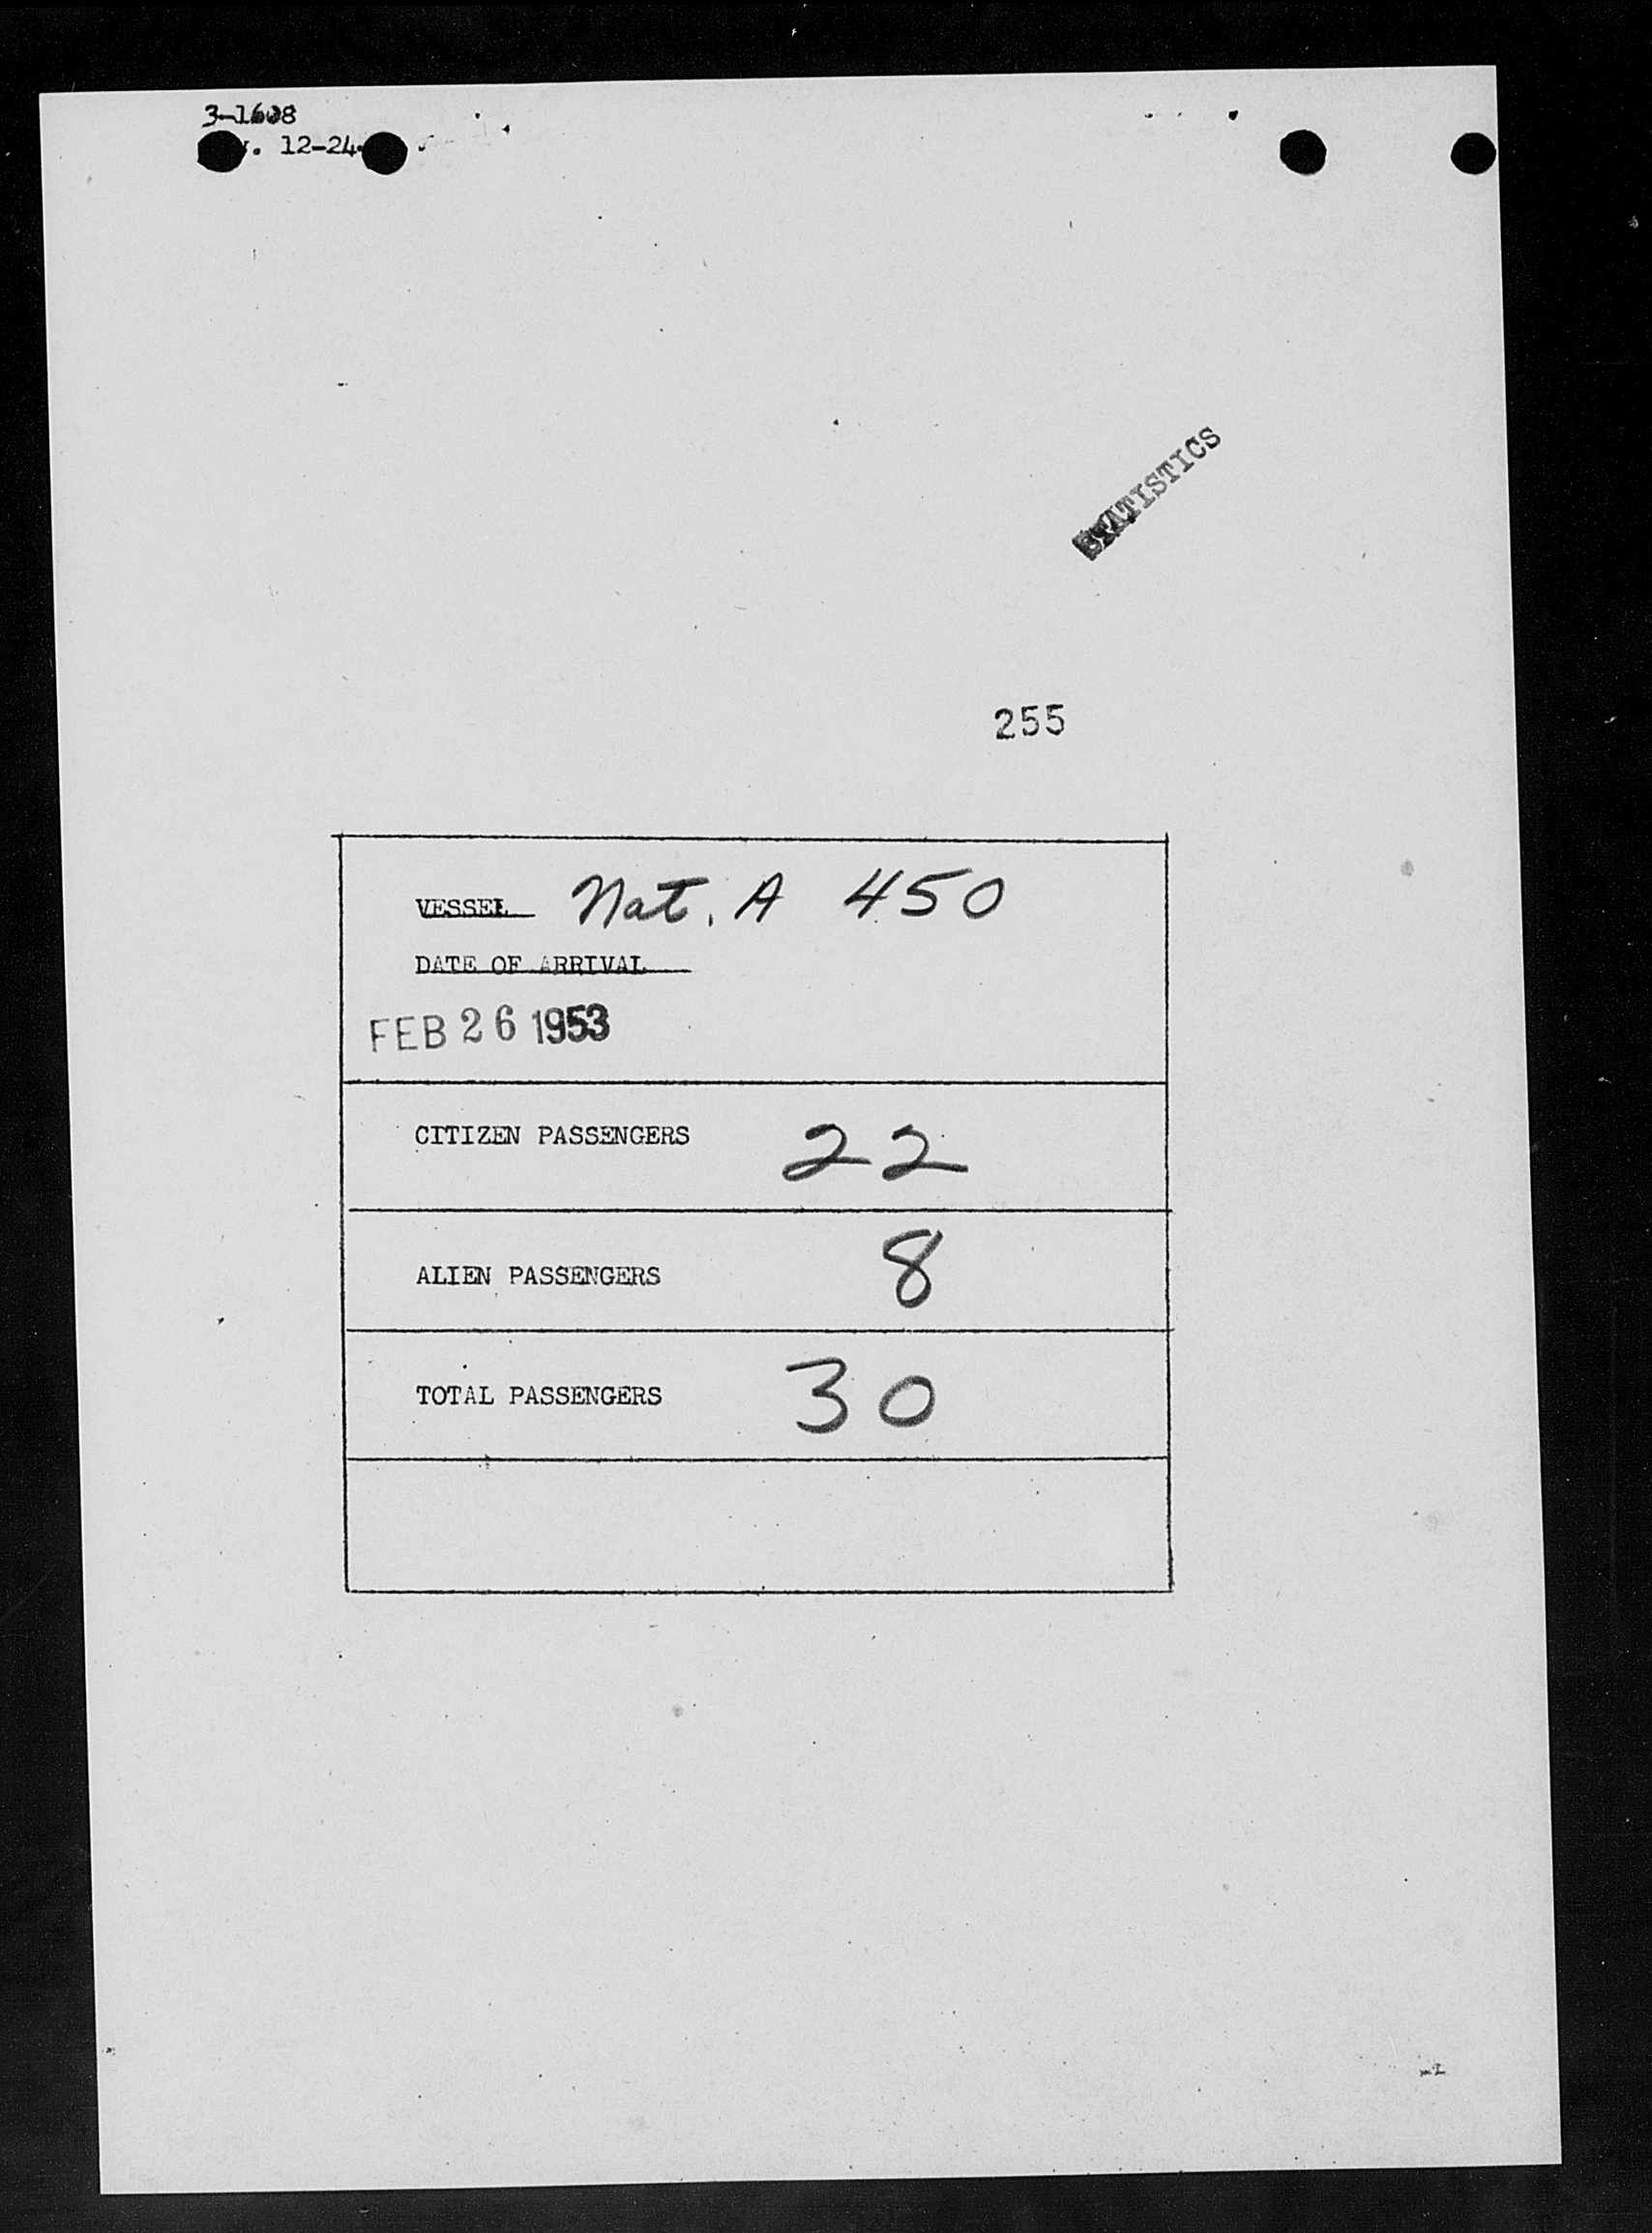 3-1608
. 12-24-
STATISTICS
255
VESSEL Nat. A 450
DATE OF ARRIVAL
FEB 26 1953
CITIZEN PASSENGERS 22
ALIEN PASSENGERS 8
TOTAL PASSENGERS 30